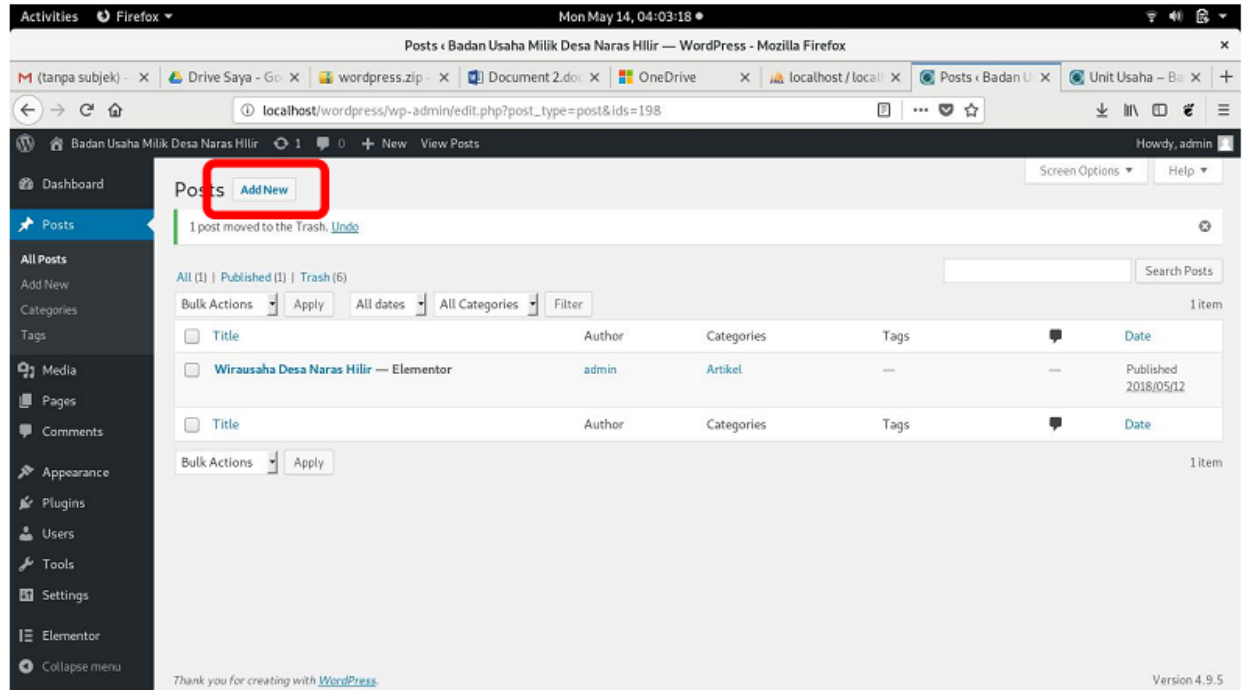 Activities Firefox Mon May 14, 04:03:18
Posts ‹ Badan Usaha Milik Desa Naras HIlir — WordPress - Mozilla Firefox
(tanpa subjek) - Drive Saya - Go wordpress.zip - Document 2.doc OneDrive localhost / local Posts ‹ Badan U Unit Usaha – Ba
localhost/wordpress/wp-admin/edit.php?post_type=post&ids=198
Badan Usaha Milik Desa Naras HIlir 1 0 + New View Posts Howdy, admin
Screen Options Help
Dashboard
Posts
All Posts
Add New
Categories
Tags
Media
Pages
Comments
Appearance
Plugins
Users
Tools
Settings
Elementor
Collapse menu
Posts Add New
1 post moved to the Trash. Undo
All (1) | Published (1) | Trash (6) Search Posts
Bulk Actions Apply All dates All Categories Filter 1 item
Title Author Categories Tags Date
Wirausaha Desa Naras Hilir — Elementor admin Artikel — — Published
2018/05/12
Title Author Categories Tags Date
Bulk Actions Apply 1 item
Thank you for creating with WordPress. Version 4.9.5